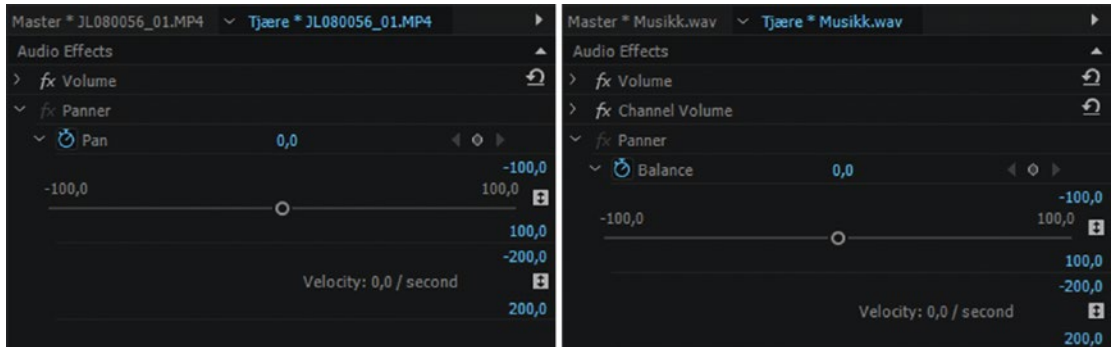 Master * JL080056_01.MP4 Tjære * JL080056_01.MP4
Audio Effects
fx Volume
fx Panner
Pan 0,0
-100,0
-100,0 100,0
100,0
-200,0
Velocity: 0,0 / second
200,0
Master * Musikk.wav Tjære * Musikk.wav
Audio Effects
fx Volume
fx Channel Volume
fx Panner
Balance 0,0
-100,0
-100,0 100,0
100,0
-200,0
Velocity: 0,0 / second
200,0